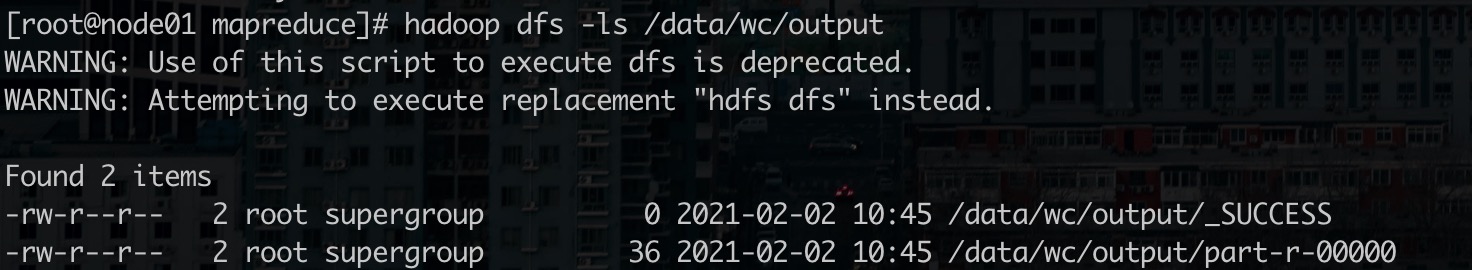 [root@node01 mapreduce]# hadoop dfs -ls /data/wc/output
WARNING: Use of this script to execute dfs is deprecated.
WARNING: Attempting to execute replacement "hdfs dfs" instead.
Found 2 items
-rw-r--r--   2 root supergroup          0 2021-02-02 10:45 /data/wc/output/_SUCCESS
-rw-r--r--   2 root supergroup         36 2021-02-02 10:45 /data/wc/output/part-r-00000